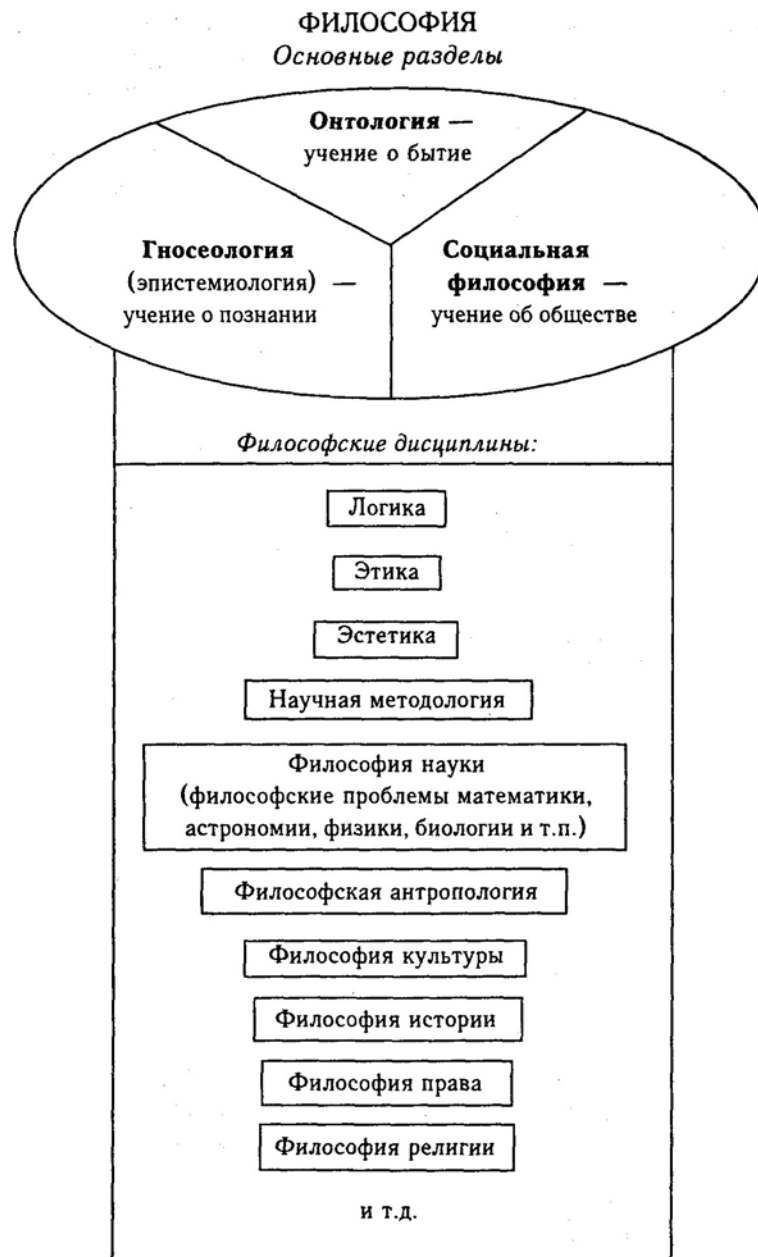 ФИЛОСОФИЯ
Основные разделы
Онтология —
учение о бытие
Гносеология
(эпистемиология) —
учение о познании
Социальная
философия —
учение об обществе
Философские дисциплины:
Логика
Этика
Эстетика
Научная методология
Философия науки
(философские проблемы математики,
астрономии, физики, биологии и т.п.)
Философская антропология
Философия культуры
Философия истории
Философия права
Философия религии
и т.д.